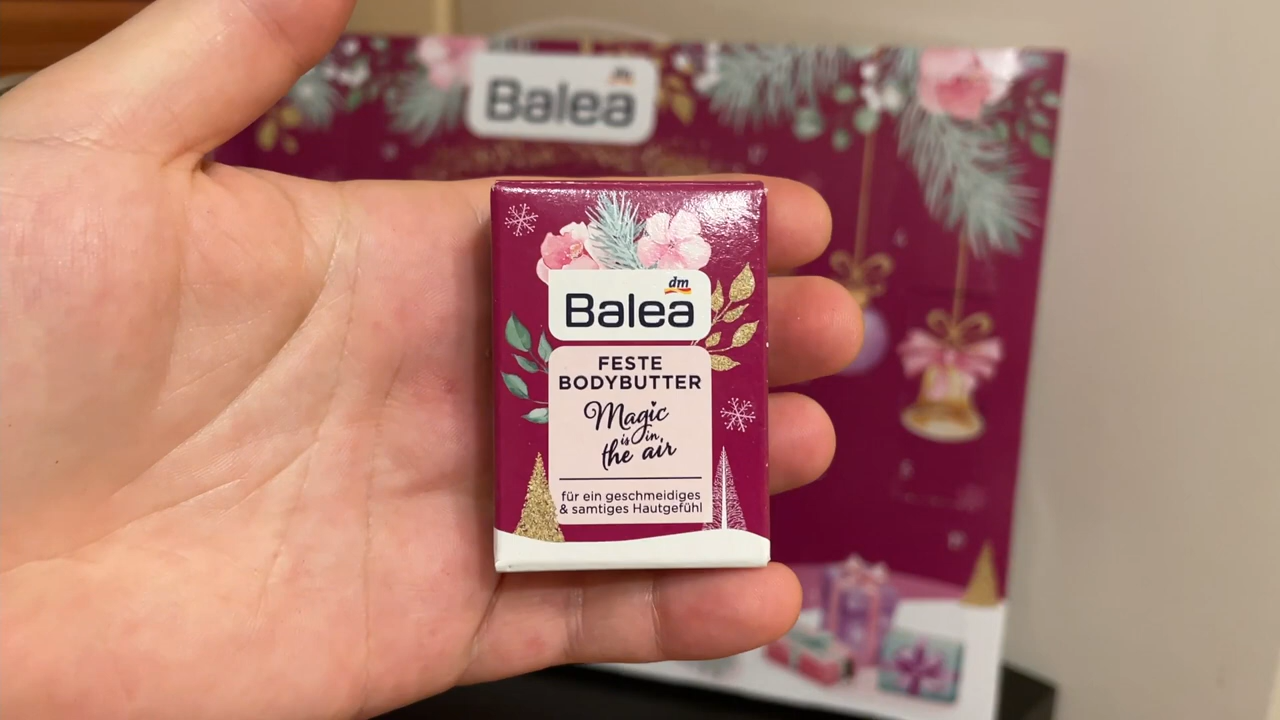 Balea
dm
Balea
FESTE
BODYBUTTER
Magic
is in
the air
für ein geschmeidiges
& samtiges Hautgefühl